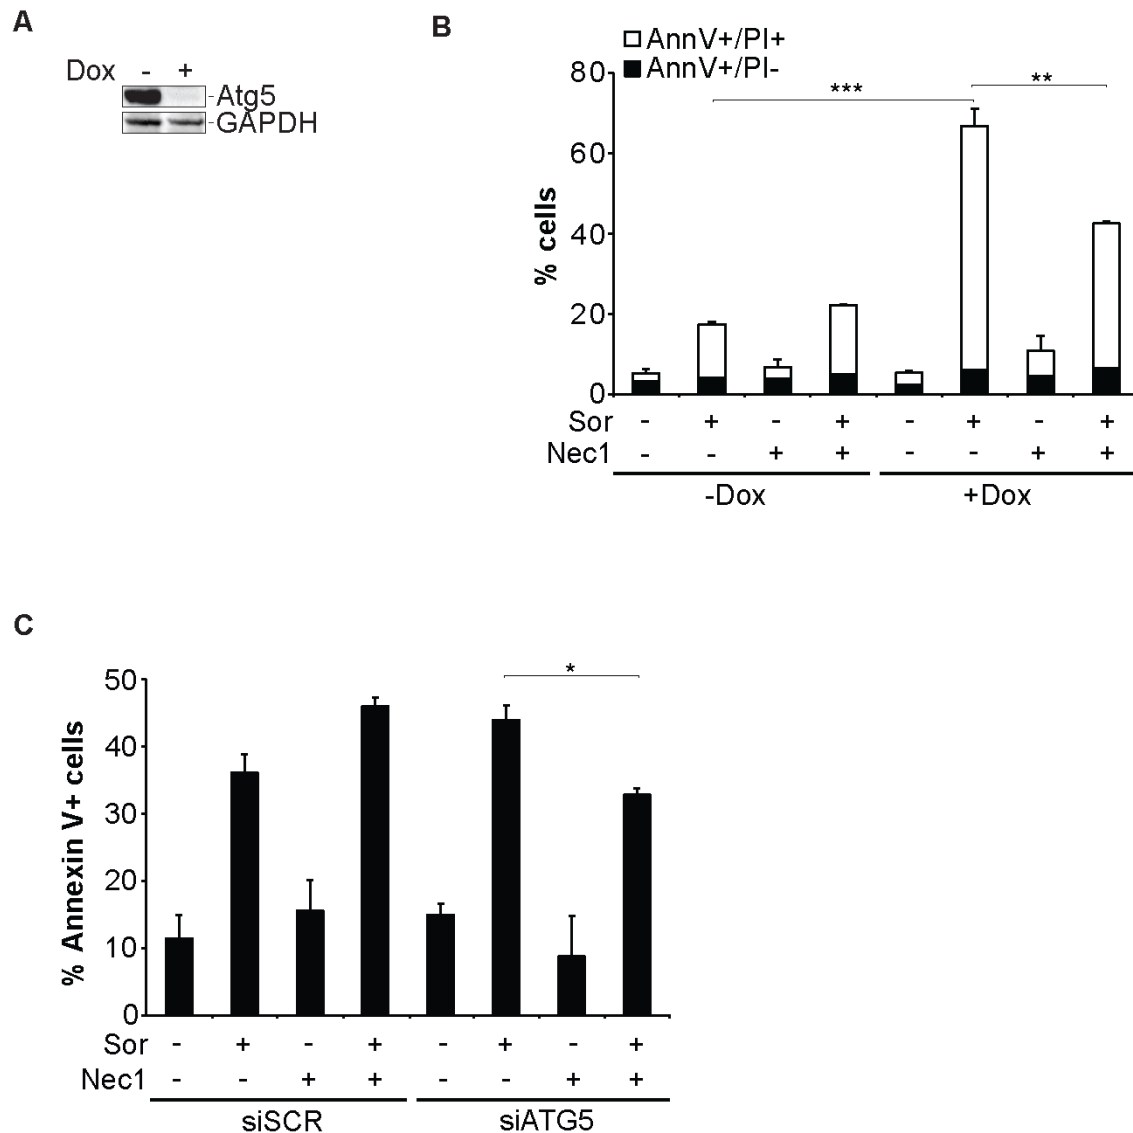 A
Dox - +
-Atg5
-GAPDH
B
AnnV+/PI+
AnnV+/PI-
80
60
40
20
0
% cells
*** **
Sor - + - + - + - +
Nec1 - - + + - - + +
-Dox +Dox
C
50
40
30
20
10
0
% Annexin V+ cells
*
Sor - + - + - + - +
Nec1 - - + + - - + +
siSCR siATG5